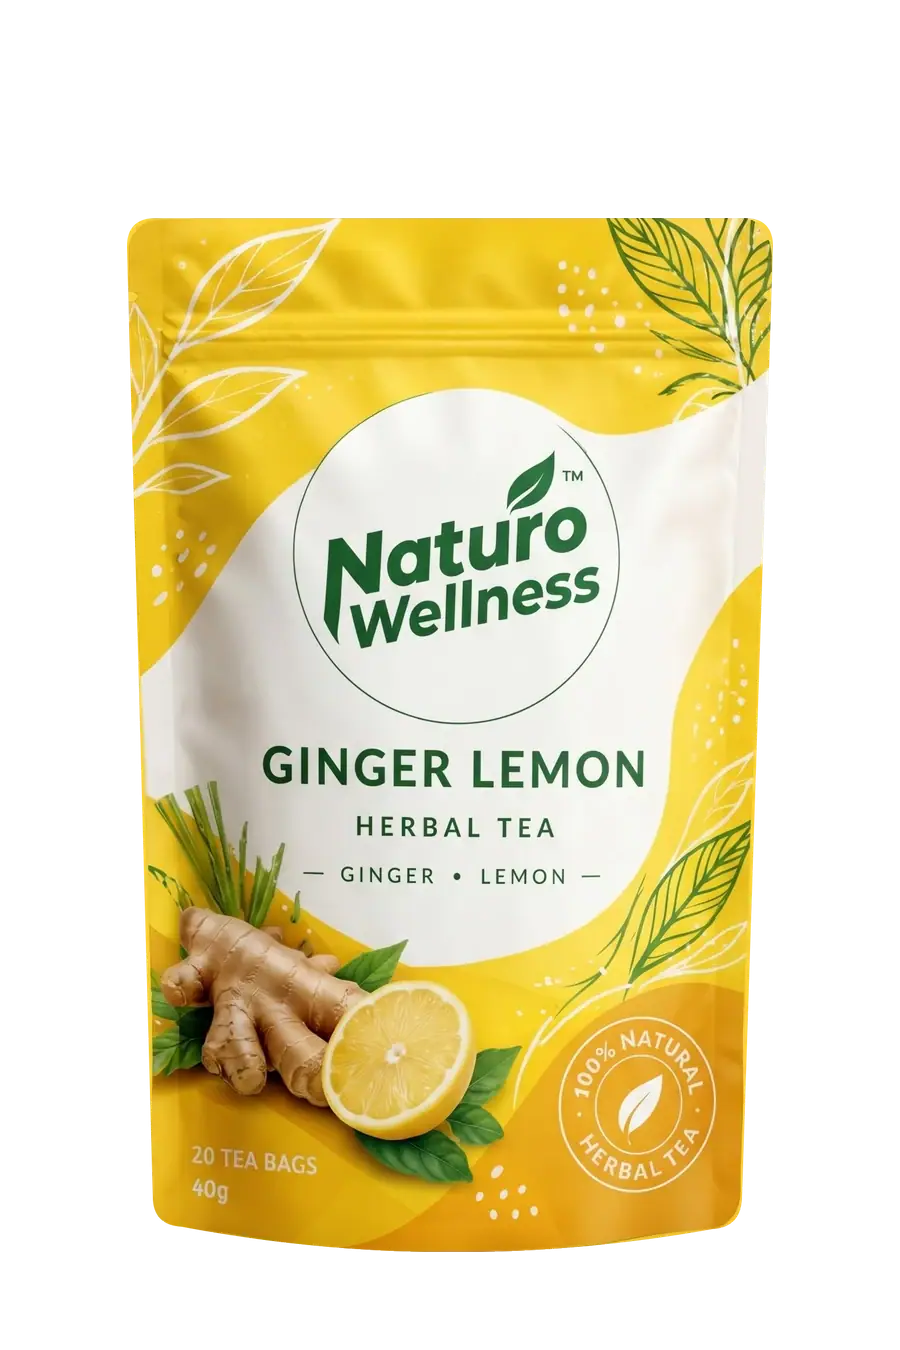 Naturo™
Wellness
GINGER LEMON
HERBAL TEA
— GINGER • LEMON —
100% NATURAL
• HERBAL TEA •
20 TEA BAGS
40g